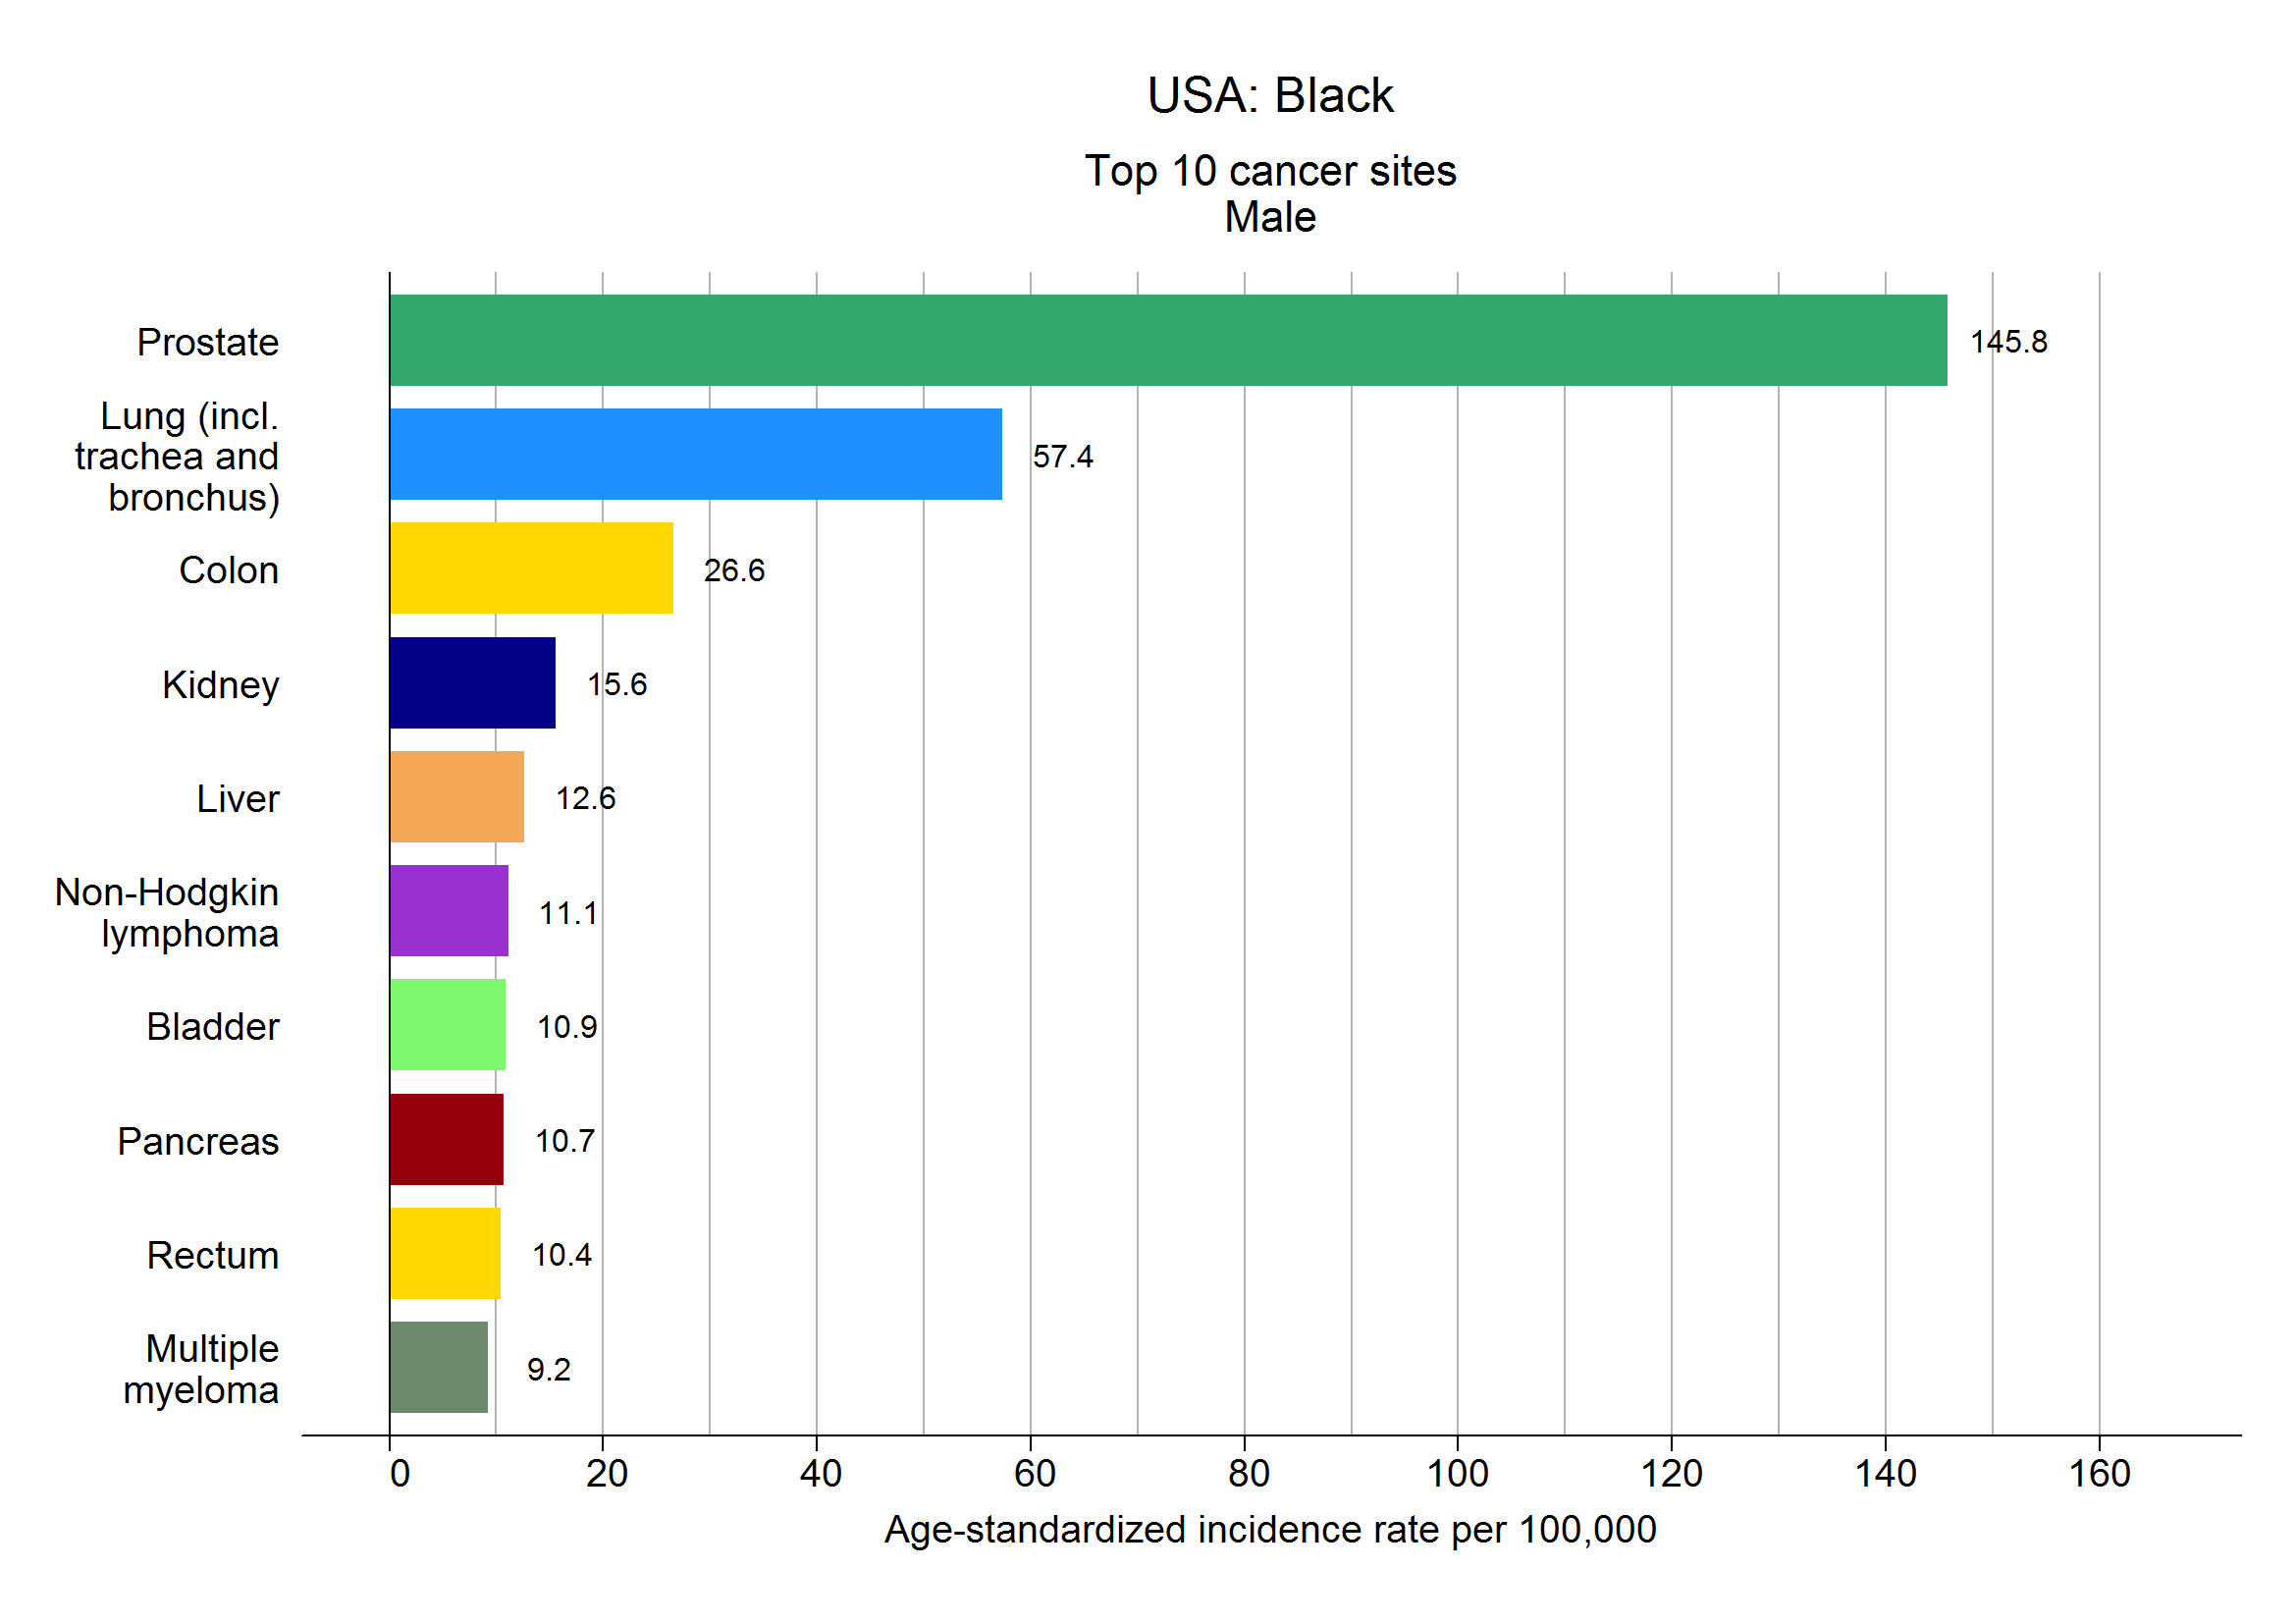 USA: Black
Top 10 cancer sites
Male
Prostate
145.8
Lung (incl.
trachea and
bronchus)
57.4
Colon
26.6
Kidney
15.6
Liver
12.6
Non-Hodgkin
lymphoma
11.1
Bladder
10.9
Pancreas
10.7
Rectum
10.4
Multiple
myeloma
9.2
0 20 40 60 80 100 120 140 160
Age-standardized incidence rate per 100,000